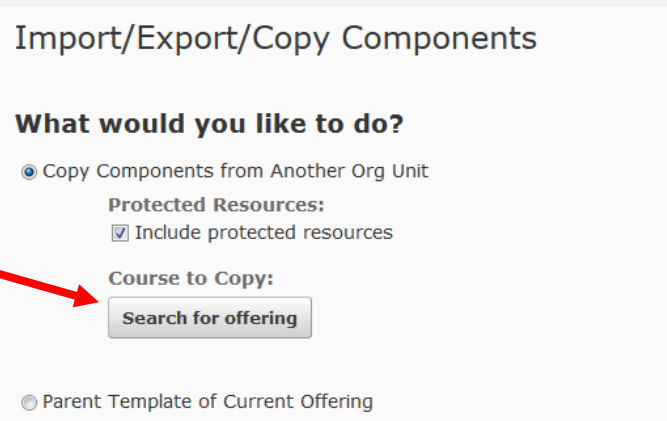 Import/Export/Copy Components
What would you like to do?
Copy Components from Another Org Unit
Protected Resources:
Include protected resources
Course to Copy:
Search for offering
Parent Template of Current Offering